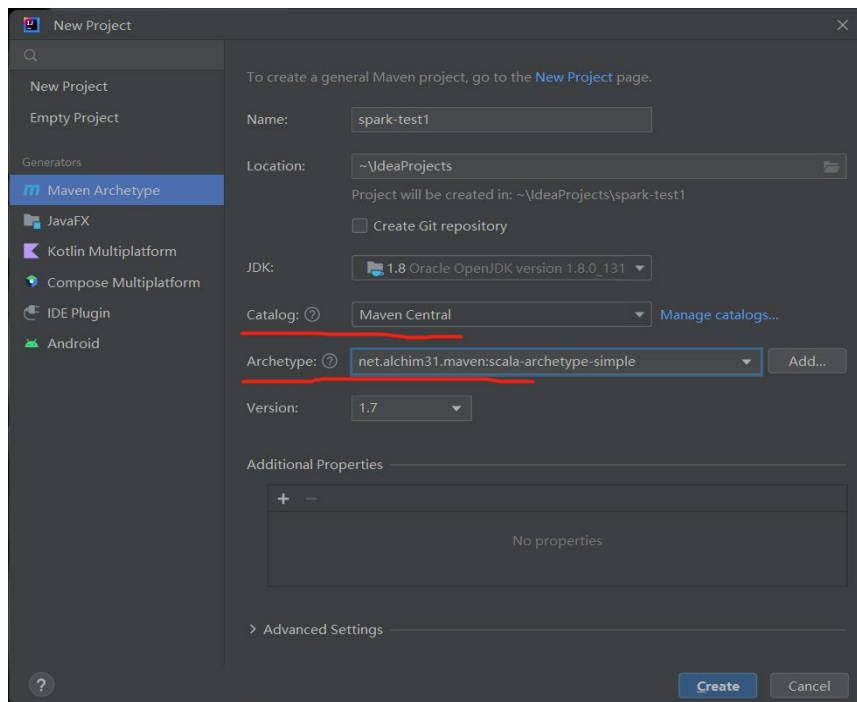 New Project
New Project
Empty Project
Generators
Maven Archetype
JavaFX
Kotlin Multiplatform
Compose Multiplatform
IDE Plugin
Android
To create a general Maven project, go to the New Project page.
Name: spark-test1
Location: ~\IdeaProjects
Project will be created in: ~\IdeaProjects\spark-test1
Create Git repository
JDK: 1.8 Oracle OpenJDK version 1.8.0_131
Catalog: ? Maven Central Manage catalogs...
Archetype: ? net.alchim31.maven:scala-archetype-simple Add...
Version: 1.7
Additional Properties
+ −
No properties
> Advanced Settings
? Create Cancel